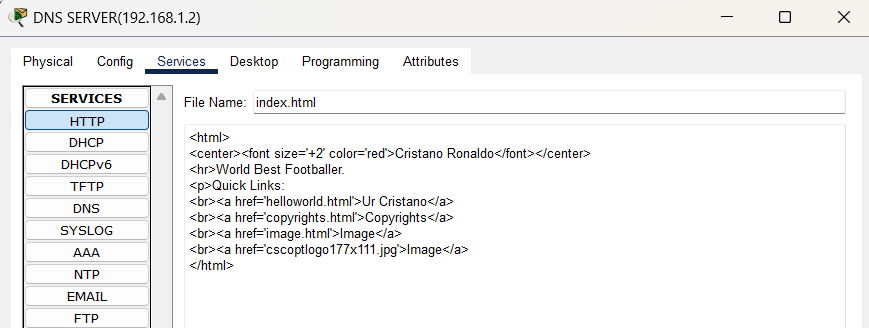 DNS SERVER(192.168.1.2)
Physical Config Services Desktop Programming Attributes
SERVICES
HTTP
DHCP
DHCPv6
TFTP
DNS
SYSLOG
AAA
NTP
EMAIL
FTP
File Name: index.html
<html>
<center><font size='+2' color='red'>Cristano Ronaldo</font></center>
<hr>World Best Footballer.
<p>Quick Links:
<br><a href='helloworld.html'>Ur Cristano</a>
<br><a href='copyrights.html'>Copyrights</a>
<br><a href='image.html'>Image</a>
<br><a href='cscoptlogo177x111.jpg'>Image</a>
</html>